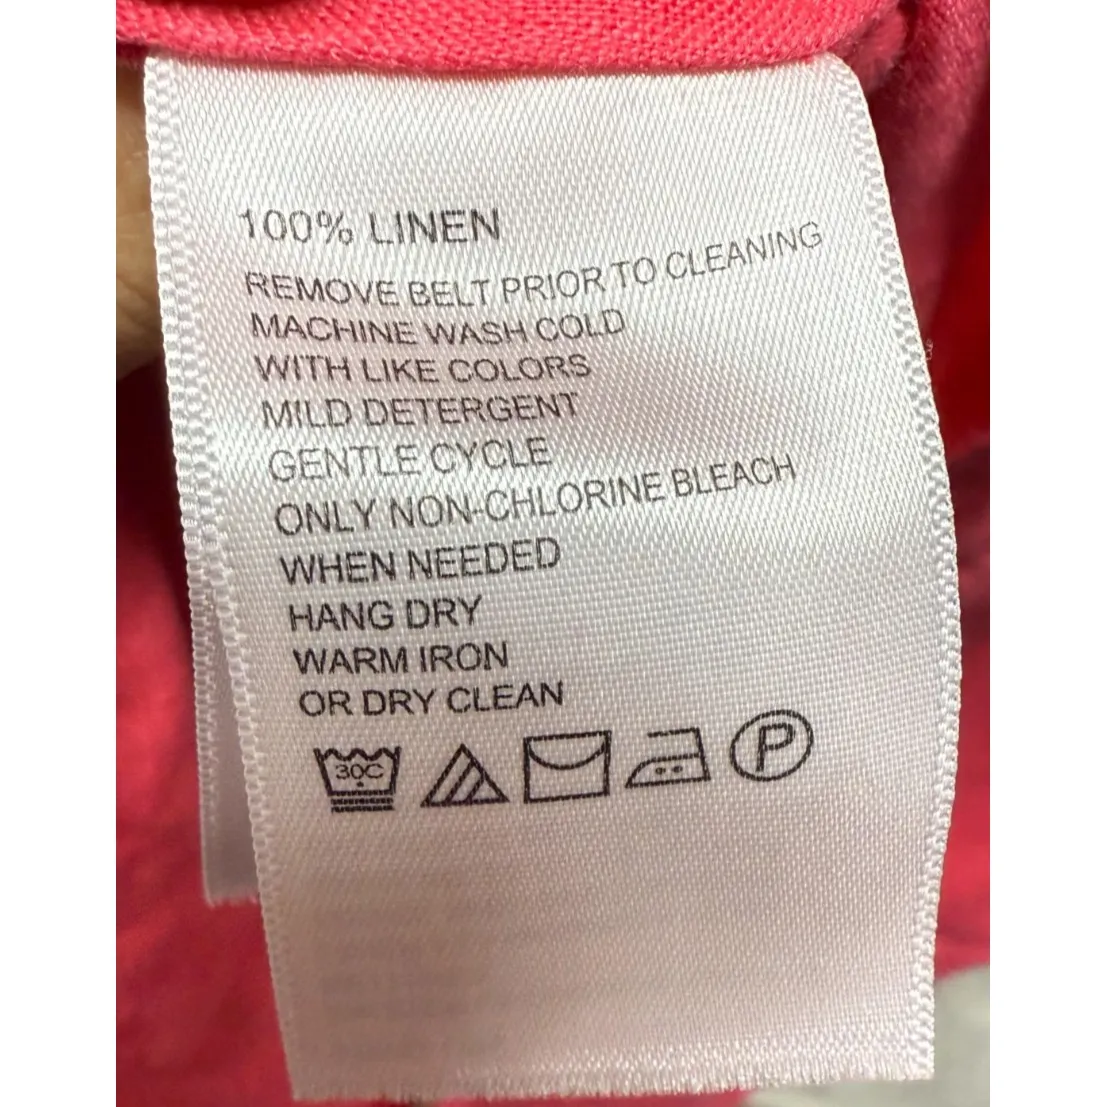 100% LINEN
REMOVE BELT PRIOR TO CLEANING
MACHINE WASH COLD
WITH LIKE COLORS
MILD DETERGENT
GENTLE CYCLE
ONLY NON-CHLORINE BLEACH
WHEN NEEDED
HANG DRY
WARM IRON
OR DRY CLEAN
30C P